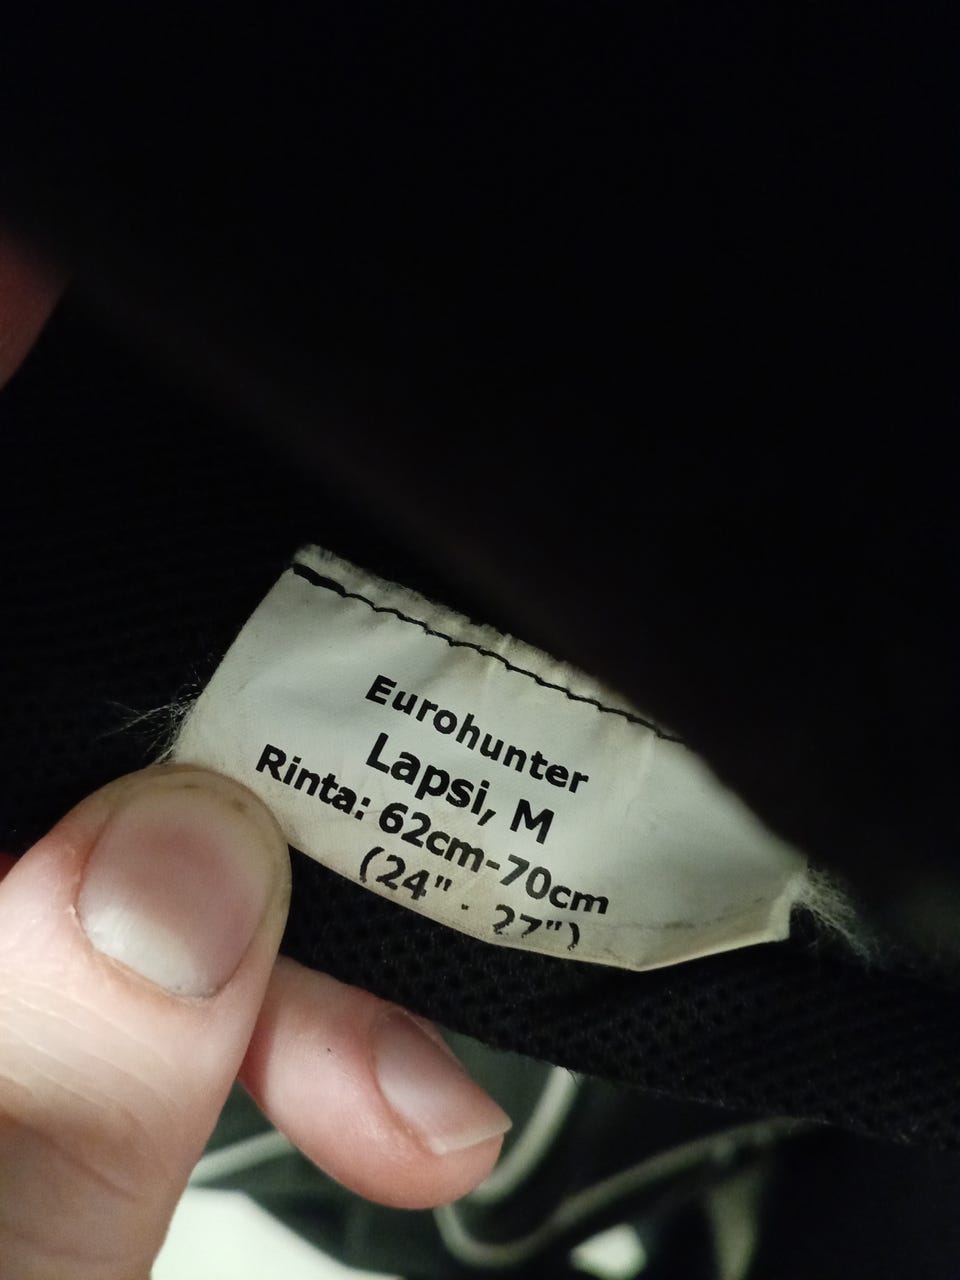 Eurohunter
Lapsi, M
Rinta: 62cm-70cm
(24" - 27")